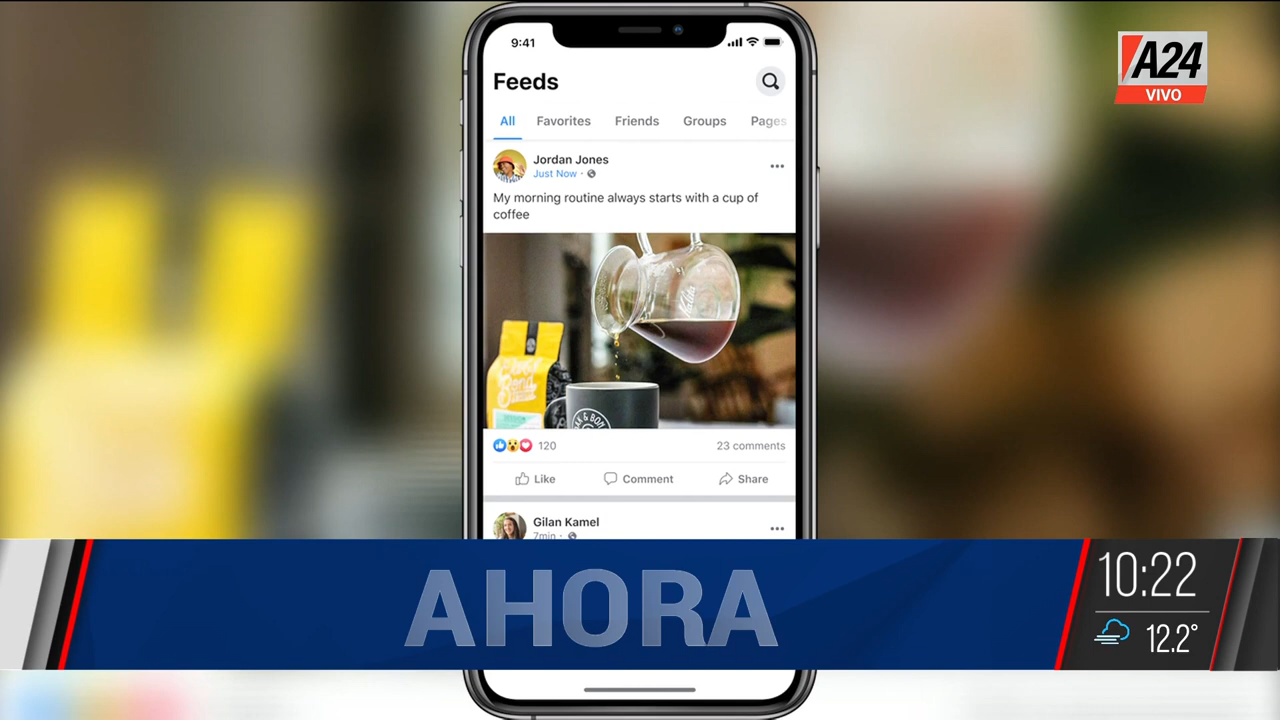 9:41
Feeds
All Favorites Friends Groups Pages
Jordan Jones
Just Now ·
My morning routine always starts with a cup of
coffee
120 23 comments
Like Comment Share
Gilan Kamel
7min ·
A24
VIVO
AHORA
10:22
12.2°